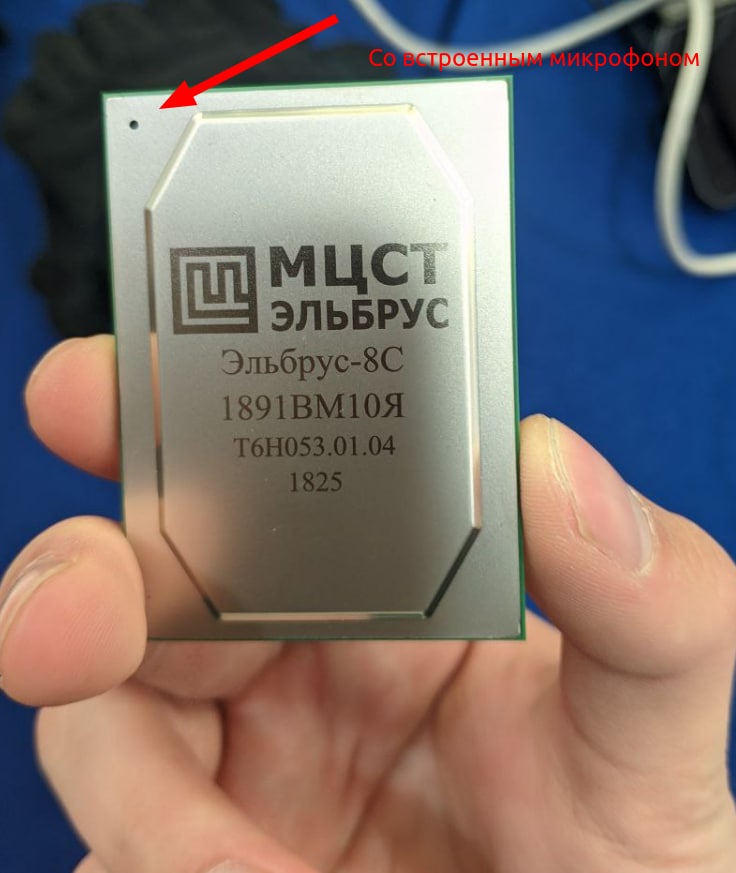 Со встроенным микрофоном
МЦСТ
ЭЛЬБРУС
Эльбрус-8С
1891ВМ10Я
Т6Н053.01.04
1825